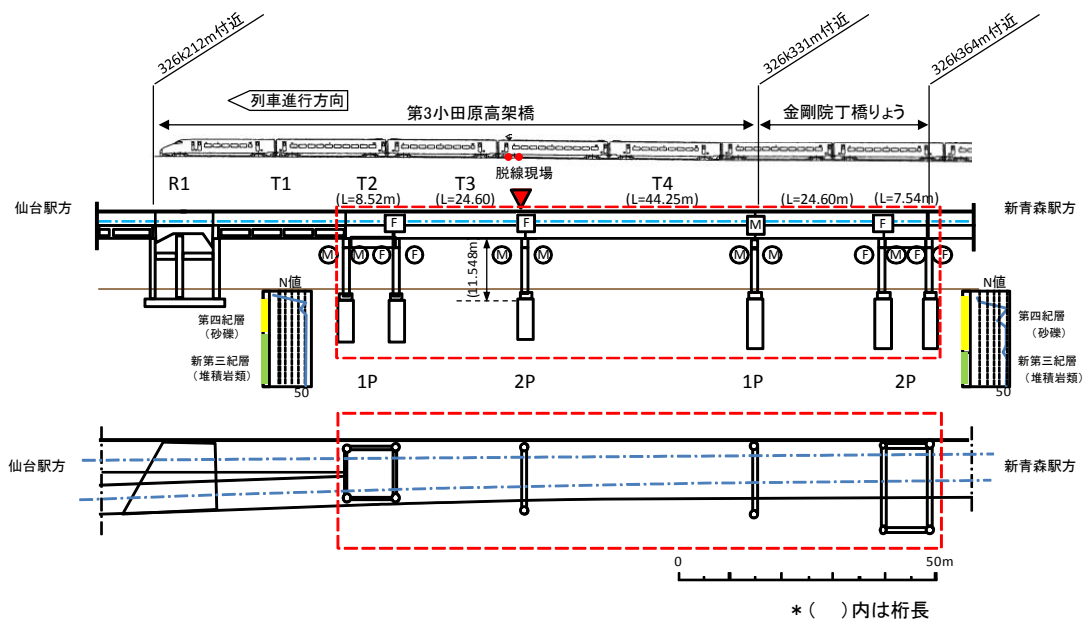 326k212m付近
326k331m付近
326k364m付近
列車進行方向
第3小田原高架橋
金剛院丁橋りょう
脱線現場
R1
T1
T2
T3
T4
(L=8.52m)
(L=24.60)
(L=44.25m)
(L=24.60m)
(L=7.54m)
仙台駅方
新青森駅方
F
F
M
F
M
M
F
F
M
M
M
M
F
M
F
F
(11.548m
N値
第四紀層
(砂礫)
新第三紀層
(堆積岩類)
50
N値
第四紀層
(砂礫)
新第三紀層
(堆積岩類)
50
1P
2P
1P
2P
仙台駅方
新青森駅方
0
50m
*( )内は桁長